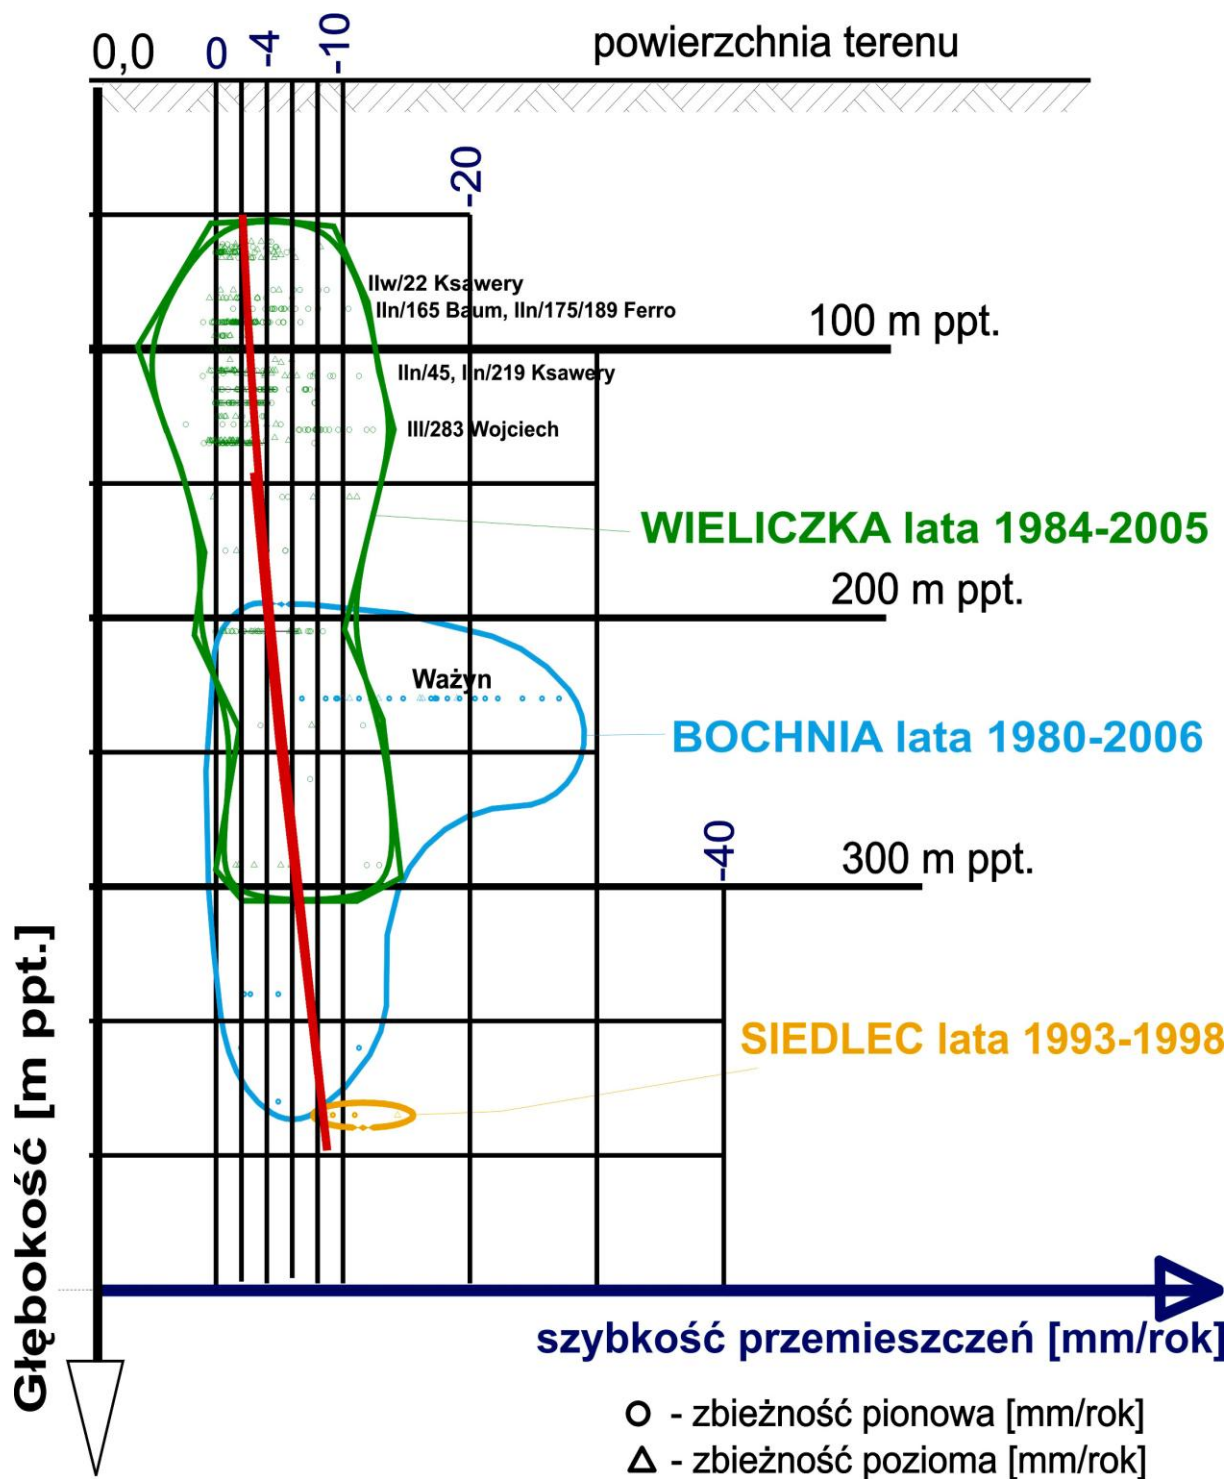 0,0
0
-4
-10
powierzchnia terenu
-20
IIw/22 Ksawery
IIn/165 Baum, IIn/175/189 Ferro
100 m ppt.
IIn/45, IIn/219 Ksawery
III/283 Wojciech
WIELICZKA lata 1984-2005
200 m ppt.
Ważyn
BOCHNIA lata 1980-2006
-40
300 m ppt.
SIEDLEC lata 1993-1998
Głębokość [m ppt.]
szybkość przemieszczeń [mm/rok]
- zbieżność pionowa [mm/rok]
- zbieżność pozioma [mm/rok]